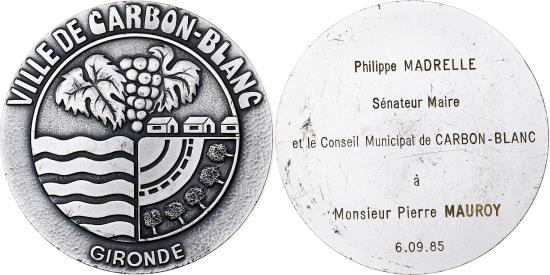 VILLE DE CARBON-BLANC
GIRONDE
Philippe MADRELLE
Sénateur Maire
et le Conseil Municipal de CARBON-BLANC
à
Monsieur Pierre MAUROY
6.09.85